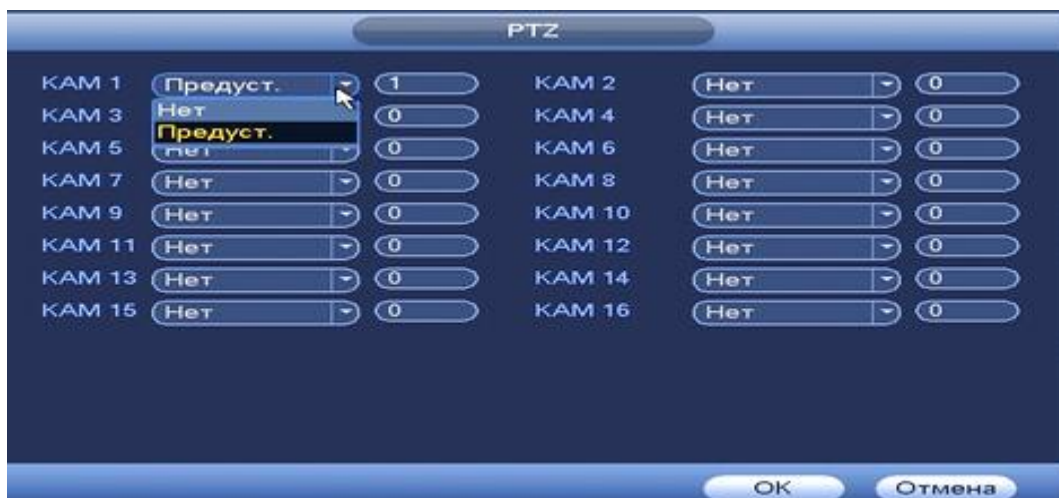 PTZ
КАМ 1 Предуст. 1 КАМ 2 Нет 0
Нет
КАМ 3 0 КАМ 4 Нет 0
Предуст.
КАМ 5 Нет 0 КАМ 6 Нет 0
КАМ 7 Нет 0 КАМ 8 Нет 0
КАМ 9 Нет 0 КАМ 10 Нет 0
КАМ 11 Нет 0 КАМ 12 Нет 0
КАМ 13 Нет 0 КАМ 14 Нет 0
КАМ 15 Нет 0 КАМ 16 Нет 0
OK Отмена